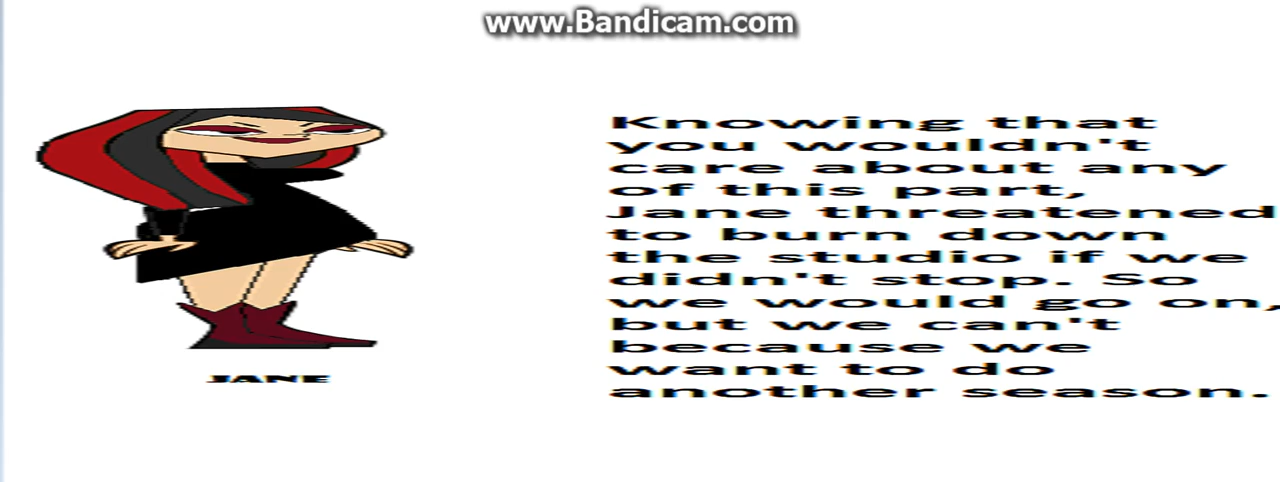 www.Bandicam.com
Knowing that
you wouldn't
care about any
of this part,
Jane threatened
to burn down
the studio if we
didn't stop. So
we would go on,
but we can't
because we
want to do
another season.
JANE